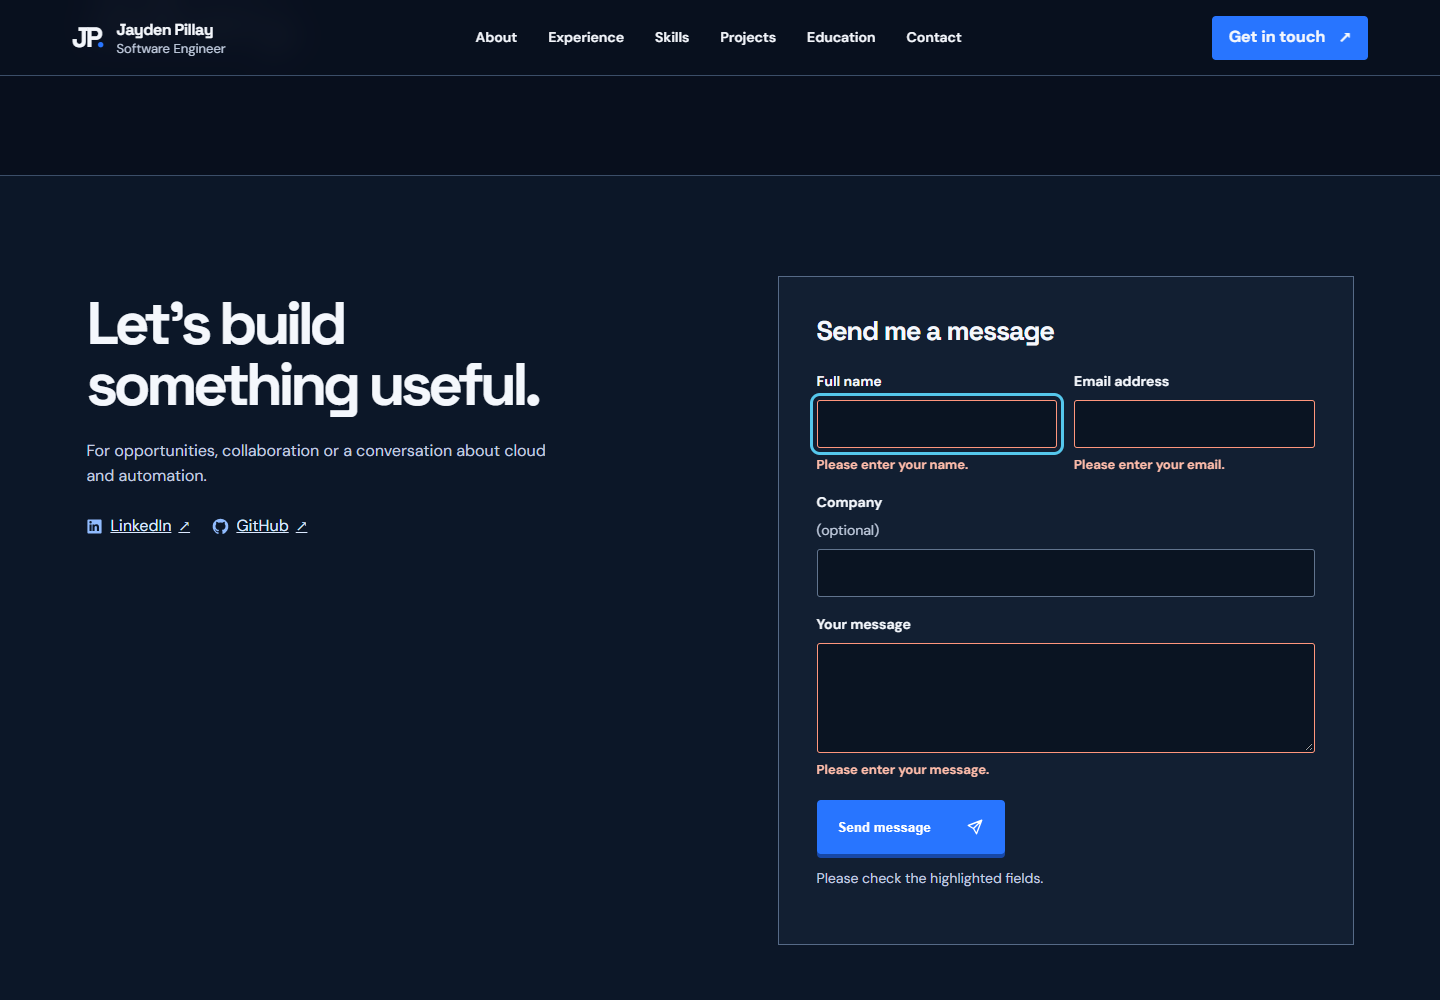 JP.
Jayden Pillay
Software Engineer
About
Experience
Skills
Projects
Education
Contact
Get in touch ↗
Let’s build
something useful.
For opportunities, collaboration or a conversation about cloud
and automation.
LinkedIn ↗
GitHub ↗
Send me a message
Full name
Email address
Please enter your name.
Please enter your email.
Company
(optional)
Your message
Please enter your message.
Send message
Please check the highlighted fields.